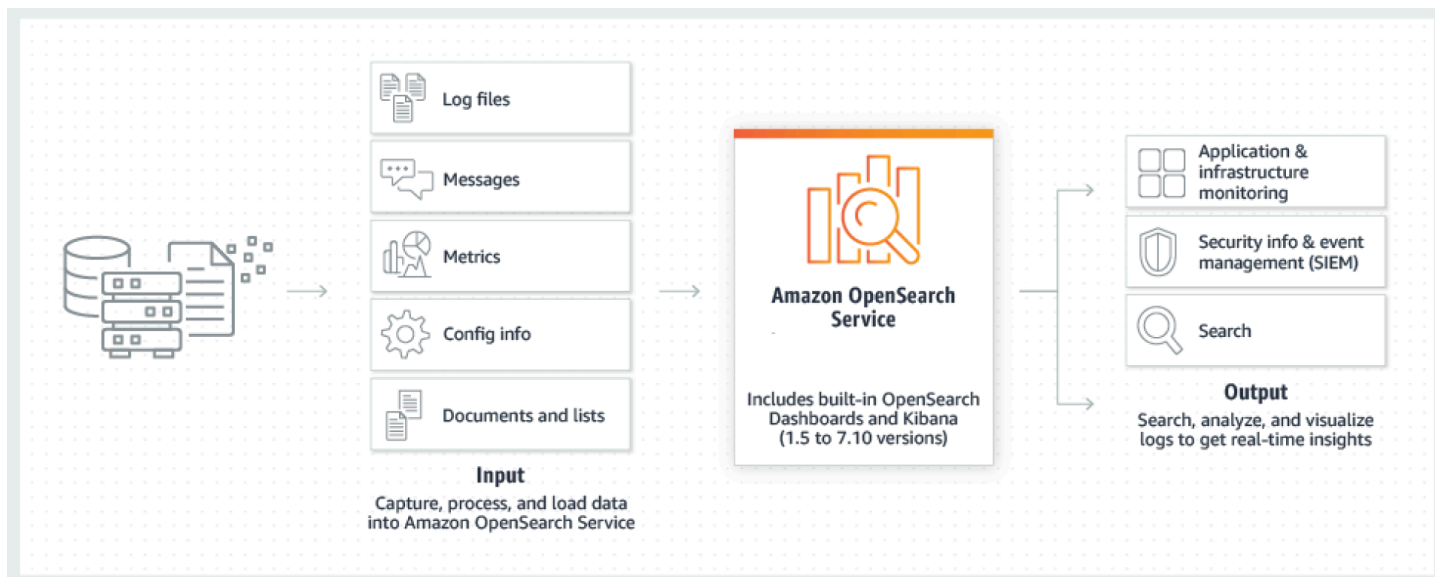 Log files
Messages
Metrics
Config info
Documents and lists
Input
Capture, process, and load data
into Amazon OpenSearch Service
Amazon OpenSearch
Service
Includes built-in OpenSearch
Dashboards and Kibana
(1.5 to 7.10 versions)
Application &
infrastructure
monitoring
Security info & event
management (SIEM)
Search
Output
Search, analyze, and visualize
logs to get real-time insights